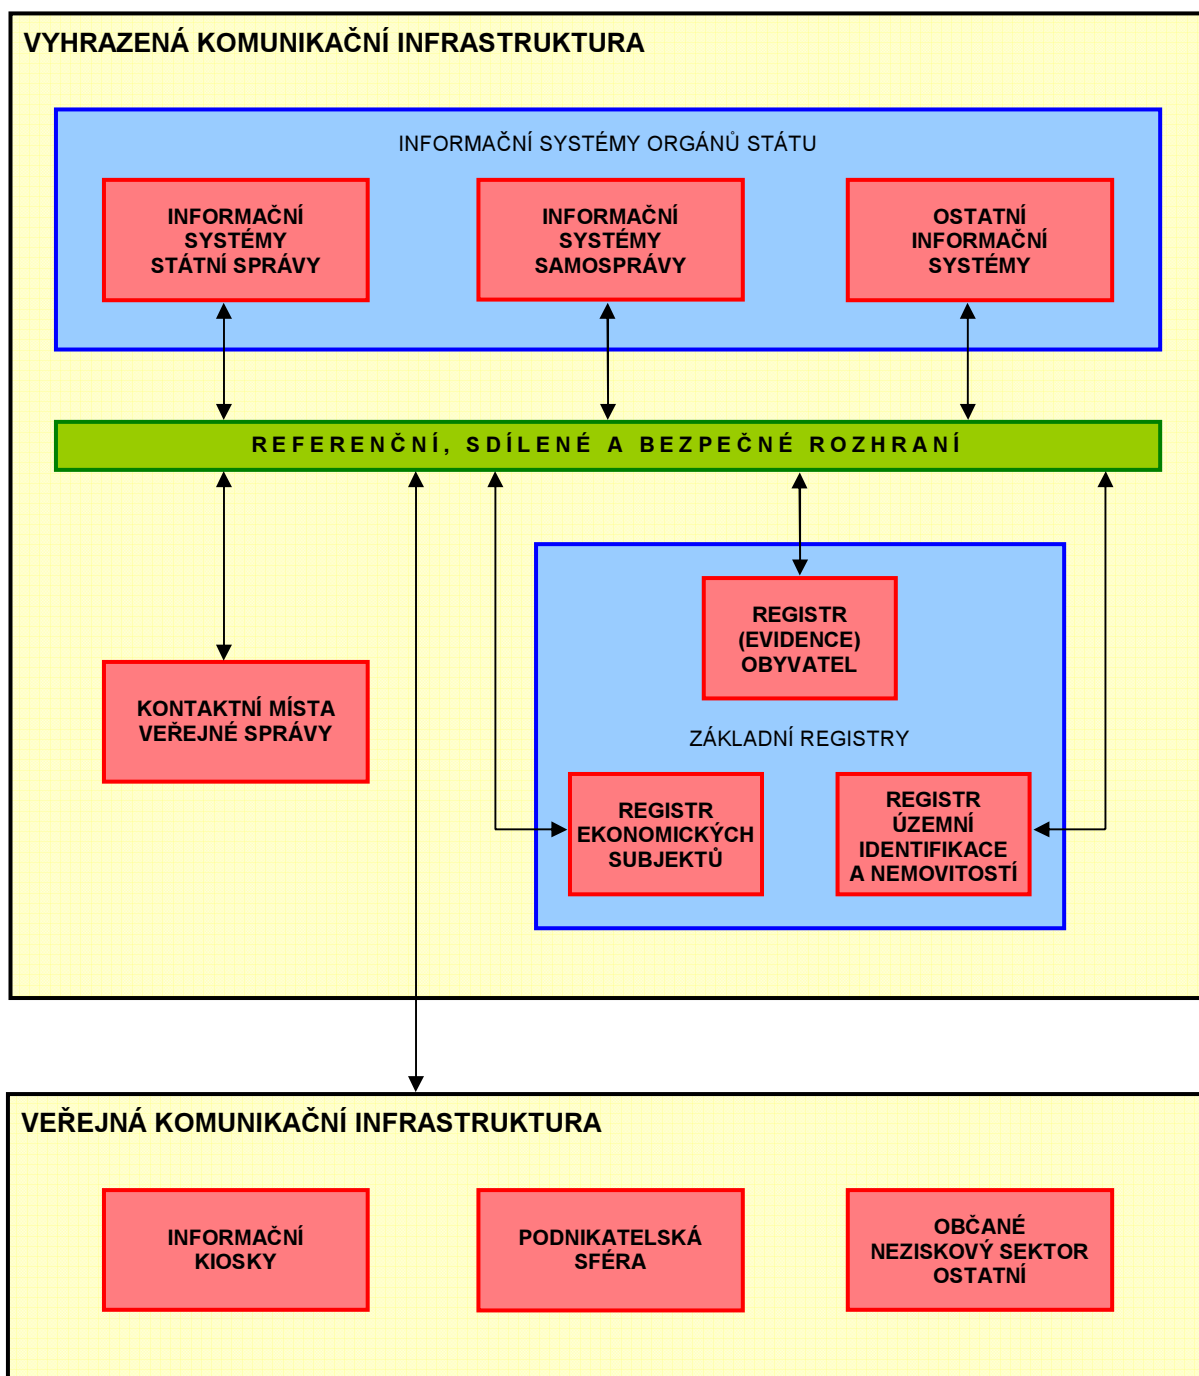 VYHRAZENÁ KOMUNIKAČNÍ INFRASTRUKTURA
INFORMAČNÍ SYSTÉMY ORGÁNŮ STÁTU
INFORMAČNÍ
SYSTÉMY
STÁTNÍ SPRÁVY
INFORMAČNÍ
SYSTÉMY
SAMOSPRÁVY
OSTATNÍ
INFORMAČNÍ
SYSTÉMY
REFERENČNÍ, SDÍLENÉ A BEZPEČNÉ ROZHRANÍ
REGISTR
(EVIDENCE)
OBYVATEL
KONTAKTNÍ MÍSTA
VEŘEJNÉ SPRÁVY
ZÁKLADNÍ REGISTRY
REGISTR
EKONOMICKÝCH
SUBJEKTŮ
REGISTR
ÚZEMNÍ
IDENTIFIKACE
A NEMOVITOSTÍ
VEŘEJNÁ KOMUNIKAČNÍ INFRASTRUKTURA
INFORMAČNÍ
KIOSKY
PODNIKATELSKÁ
SFÉRA
OBČANÉ
NEZISKOVÝ SEKTOR
OSTATNÍ